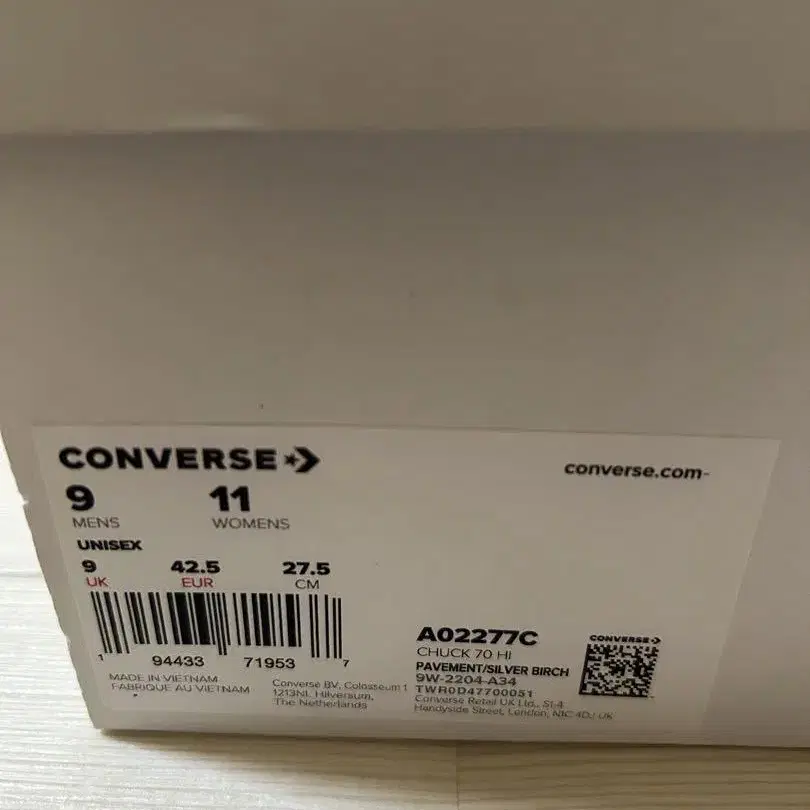 CONVERSE
converse.com
9 11
MENS WOMENS
UNISEX
9 42.5 27.5
UK EUR CM
1 94433 71953 7
MADE IN VIETNAM
FABRIQUE AU VIETNAM
Converse BV, Colosseum 1
1213NL Hilversum,
The Netherlands
A02277C
CHUCK 70 HI
PAVEMENT/SILVER BIRCH
9W-2204-A34
TWR0D47700051
Converse Retail UK Ltd., S1-4
Handyside Street, London, N1C 4DJ UK
CONVERSE